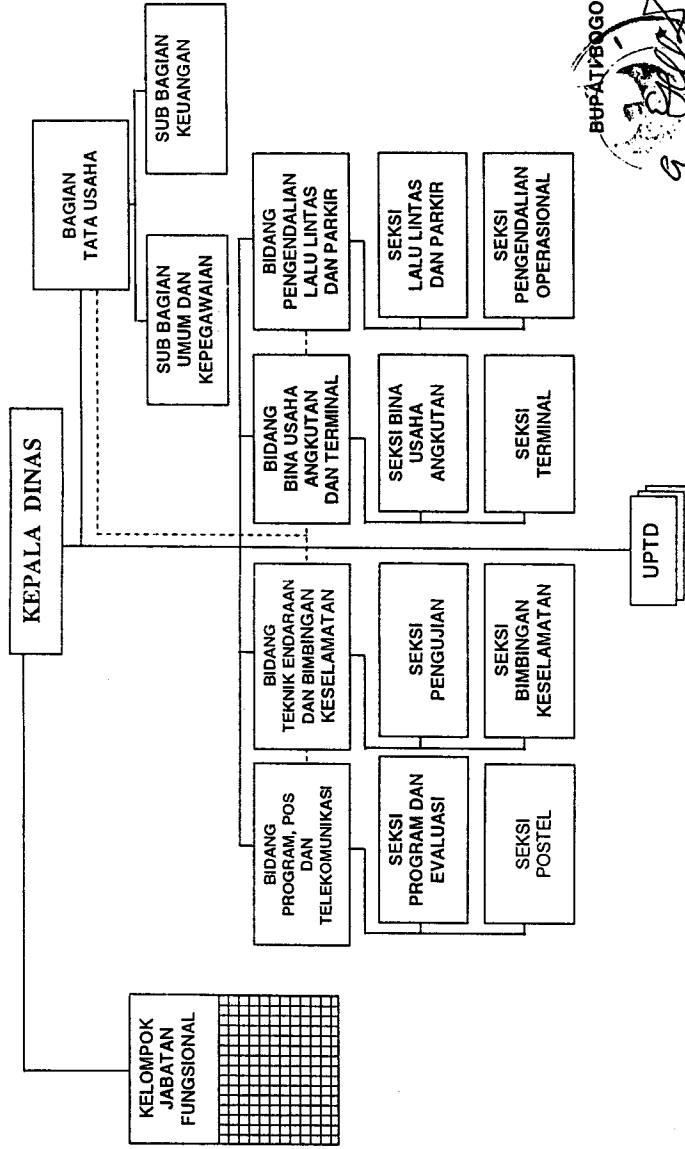 KEPALA DINAS
KELOMPOK
JABATAN
FUNGSIONAL
BAGIAN
TATA USAHA
SUB BAGIAN
UMUM DAN
KEPEGAWAIAN
SUB BAGIAN
KEUANGAN
BIDANG
PROGRAM, POS
DAN
TELEKOMUNIKASI
BIDANG
TEKNIK ENDARAAN
DAN BIMBINGAN
KESELAMATAN
BIDANG
BINA USAHA
ANGKUTAN
DAN TERMINAL
BIDANG
PENGENDALIAN
LALU LINTAS
DAN PARKIR
SEKSI
PROGRAM DAN
EVALUASI
SEKSI
PENGUJIAN
SEKSI BINA
USAHA
ANGKUTAN
SEKSI
LALU LINTAS
DAN PARKIR
SEKSI
POSTEL
SEKSI
BIMBINGAN
KESELAMATAN
SEKSI
TERMINAL
SEKSI
PENGENDALIAN
OPERASIONAL
UPTD
BUPATI BOGO